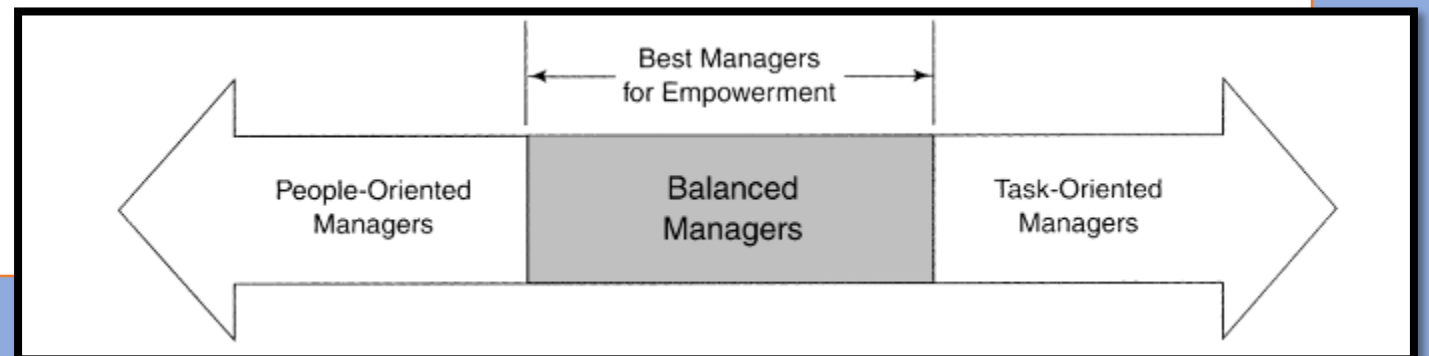 Best Managers
for Empowerment
People-Oriented
Managers
Balanced
Managers
Task-Oriented
Managers